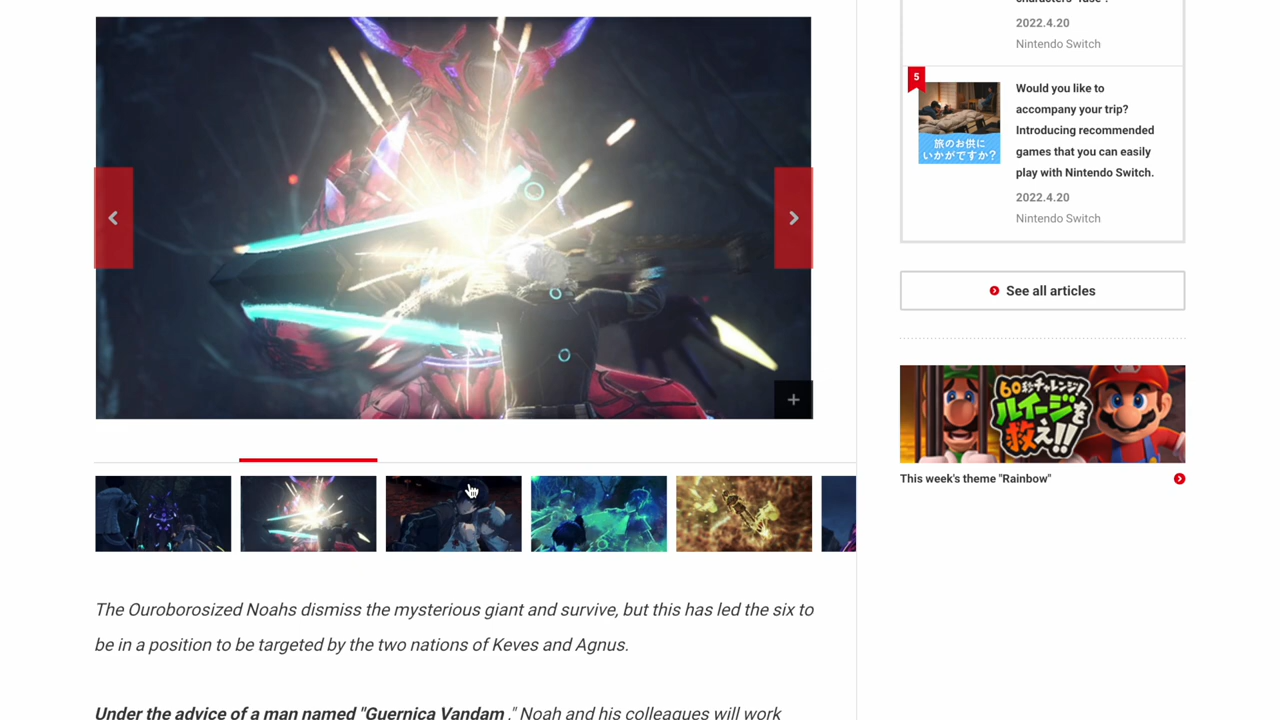 characters "fuse".
2022.4.20
Nintendo Switch
5
Would you like to
accompany your trip?
Introducing recommended
games that you can easily
play with Nintendo Switch.
旅のお供に
いかがですか?
2022.4.20
Nintendo Switch
See all articles
60秒チャレンジ!
ルイージを
救え!!
This week's theme "Rainbow"
The Ouroborosized Noahs dismiss the mysterious giant and survive, but this has led the six to
be in a position to be targeted by the two nations of Keves and Agnus.
Under the advice of a man named "Guernica Vandam ," Noah and his colleagues will work